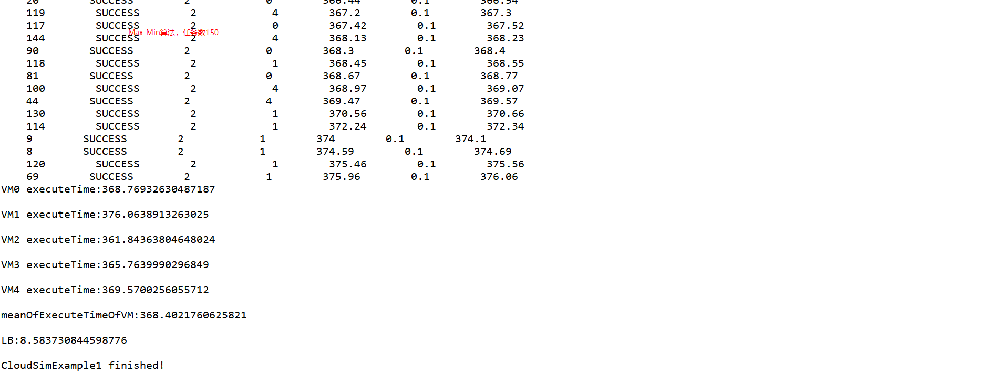 20 SUCCESS 2 0 366.44 0.1 366.54
119 SUCCESS 2 4 367.2 0.1 367.3
117 SUCCESS 2 0 367.42 0.1 367.52
Max-Min算法，任务数150
144 SUCCESS 2 4 368.13 0.1 368.23
90 SUCCESS 2 0 368.3 0.1 368.4
118 SUCCESS 2 1 368.45 0.1 368.55
81 SUCCESS 2 0 368.67 0.1 368.77
100 SUCCESS 2 4 368.97 0.1 369.07
44 SUCCESS 2 4 369.47 0.1 369.57
130 SUCCESS 2 1 370.56 0.1 370.66
114 SUCCESS 2 1 372.24 0.1 372.34
9 SUCCESS 2 1 374 0.1 374.1
8 SUCCESS 2 1 374.59 0.1 374.69
120 SUCCESS 2 1 375.46 0.1 375.56
69 SUCCESS 2 1 375.96 0.1 376.06
VM0 executeTime:368.76932630487187
VM1 executeTime:376.0638913263025
VM2 executeTime:361.84363804648024
VM3 executeTime:365.7639990296849
VM4 executeTime:369.5700256055712
meanOfExecuteTimeOfVM:368.4021760625821
LB:8.583730844598776
CloudSimExample1 finished!